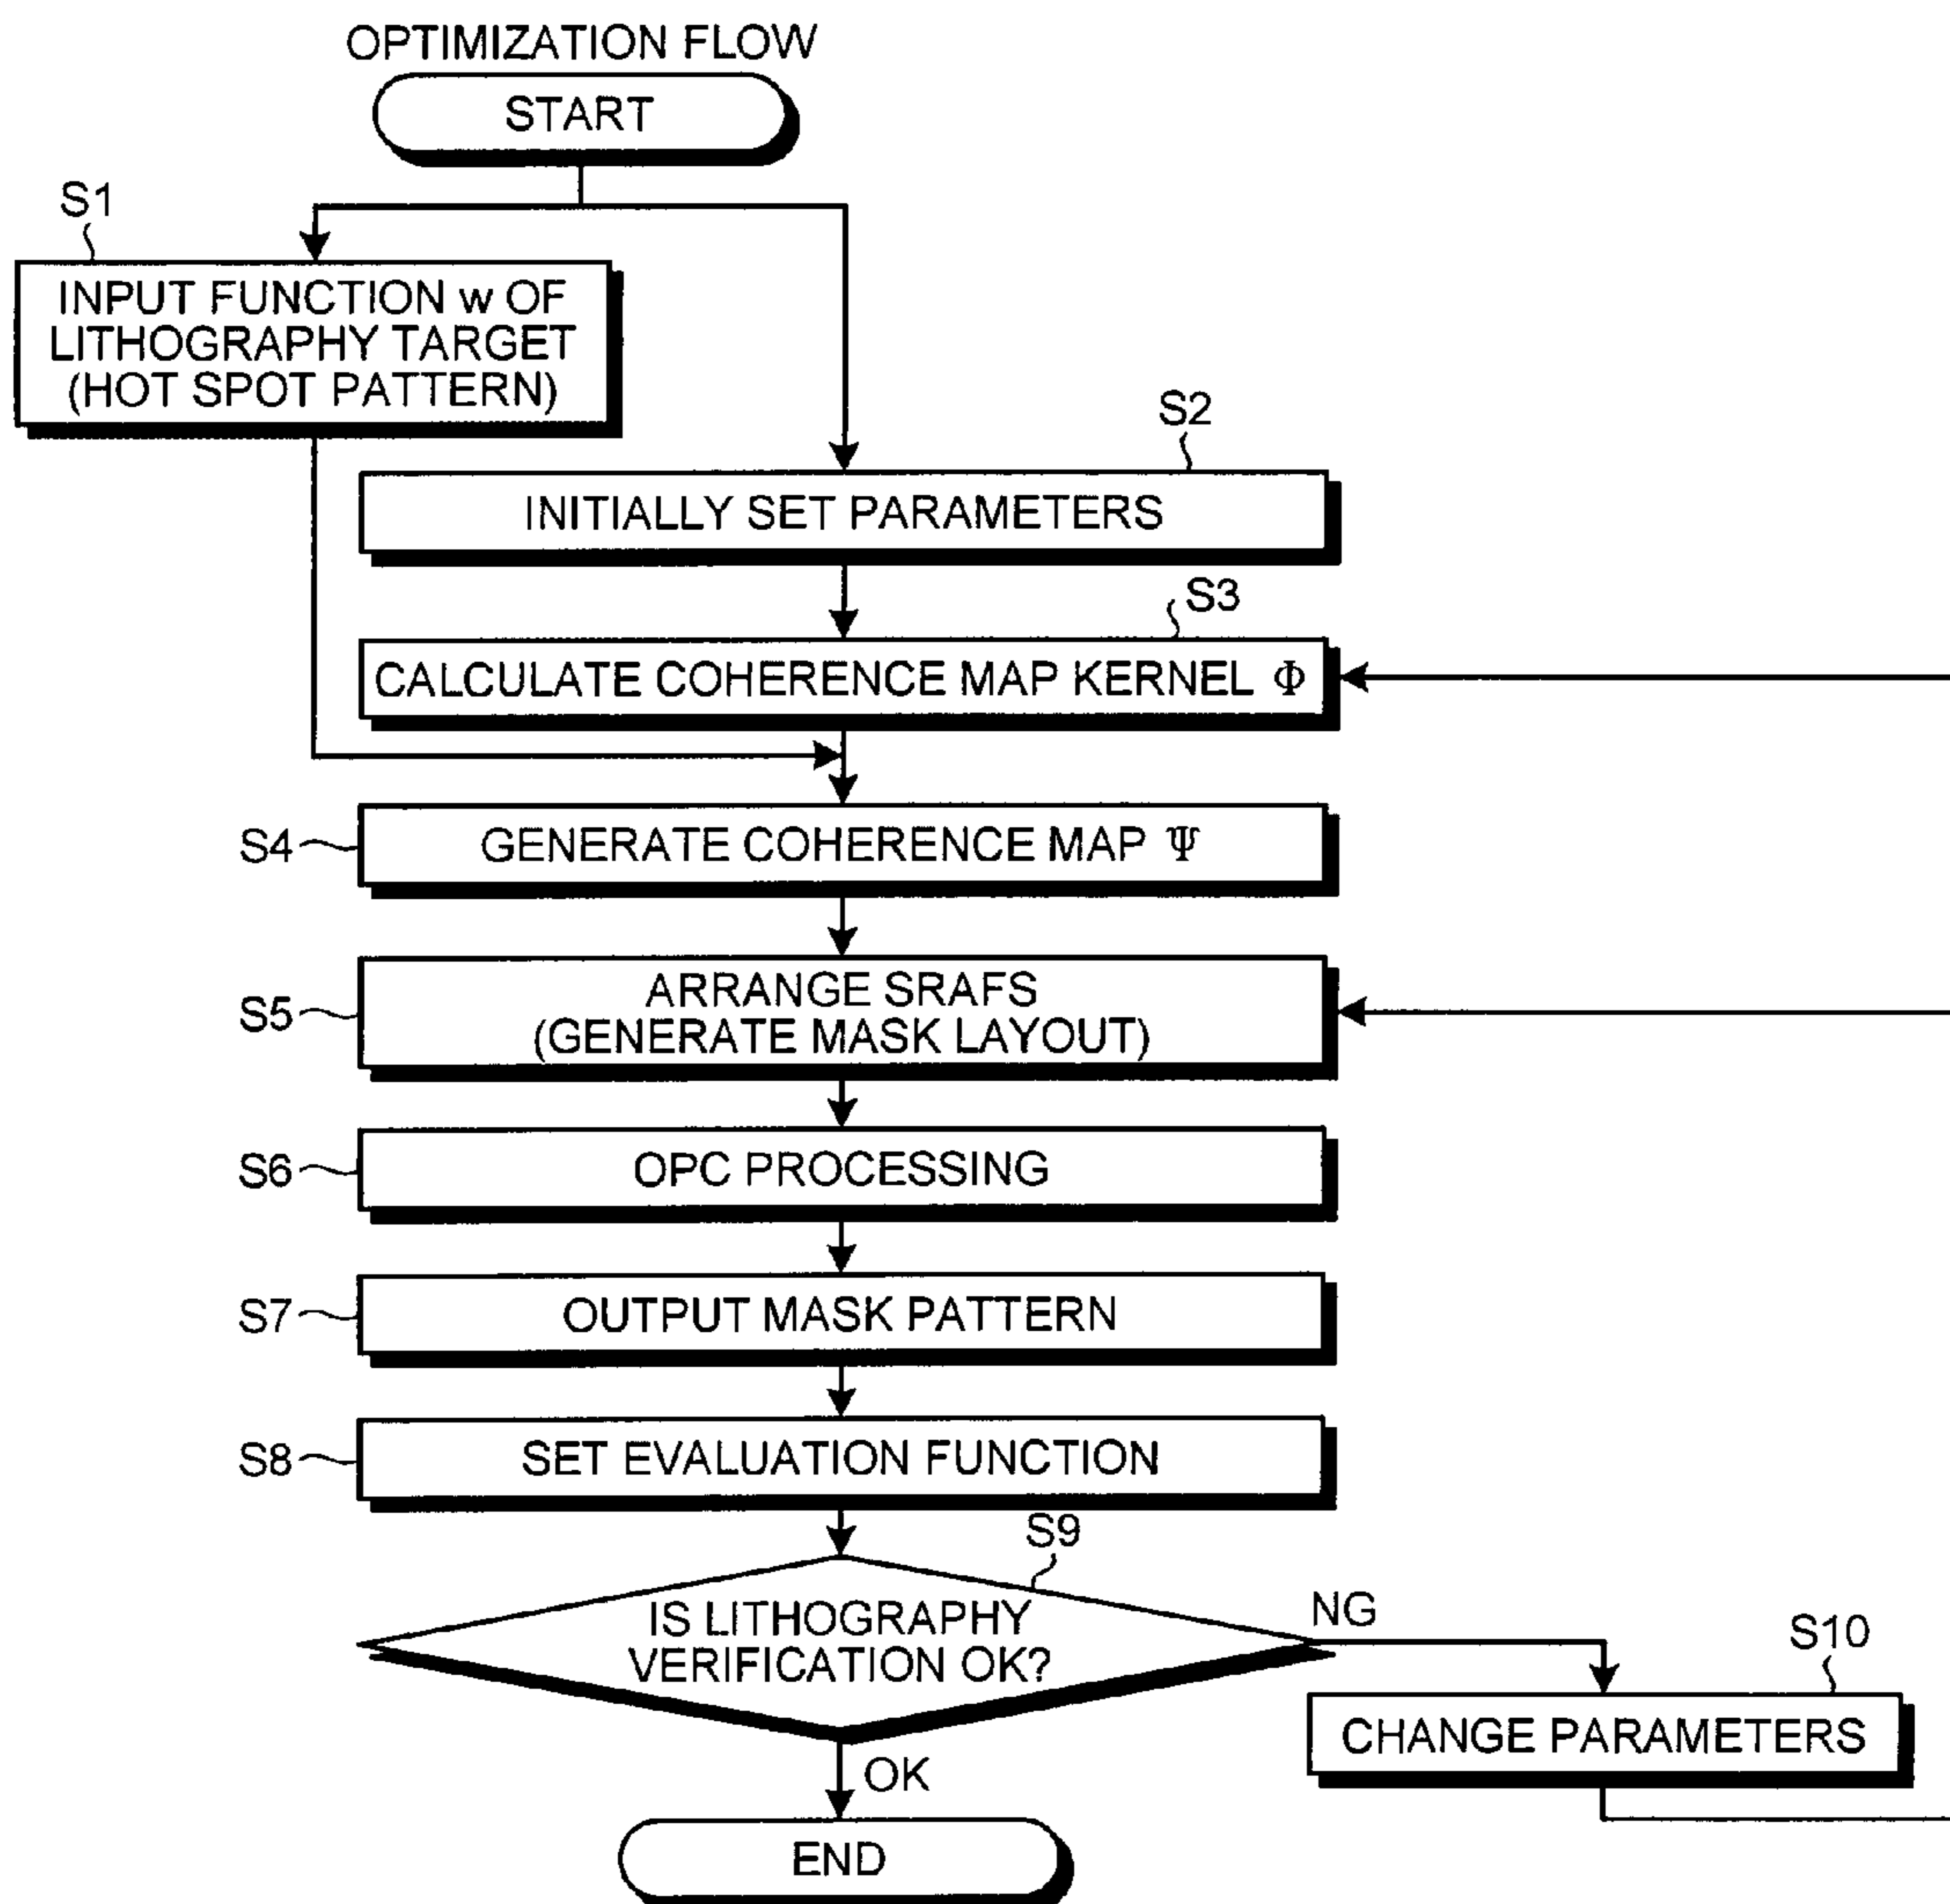 OPTIMIZATION FLOW
START
S1
INPUT FUNCTION w OF
LITHOGRAPHY TARGET
(HOT SPOT PATTERN)
S2
INITIALLY SET PARAMETERS
S3
CALCULATE COHERENCE MAP KERNEL Φ
S4
GENERATE COHERENCE MAP Ψ
S5
ARRANGE SRAFS
(GENERATE MASK LAYOUT)
S6
OPC PROCESSING
S7
OUTPUT MASK PATTERN
S8
SET EVALUATION FUNCTION
S9
IS LITHOGRAPHY
VERIFICATION OK?
NG
S10
CHANGE PARAMETERS
OK
END